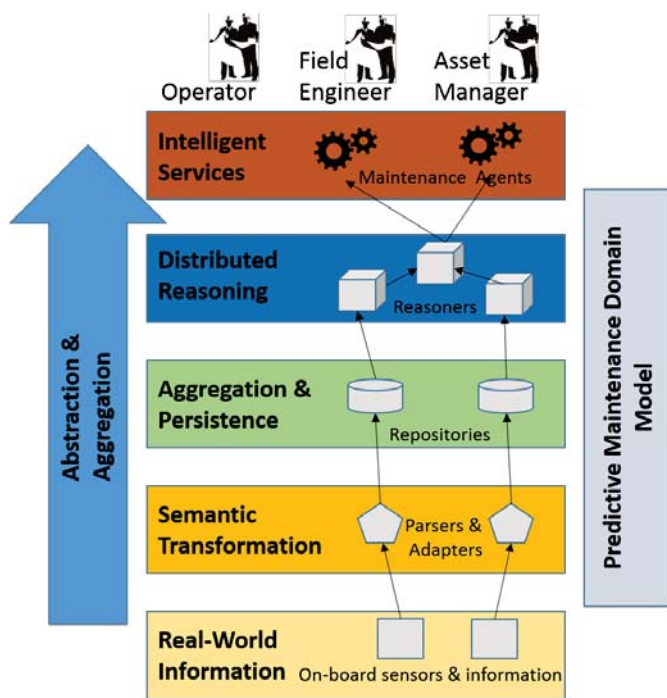 Operator
Field
Engineer
Asset
Manager
Intelligent
Services
Maintenance Agents
Distributed
Reasoning
Reasoners
Aggregation &
Persistence
Repositories
Semantic
Transformation
Parsers &
Adapters
Real-World
Information
On-board sensors & information
Abstraction &
Aggregation
Predictive Maintenance Domain
Model